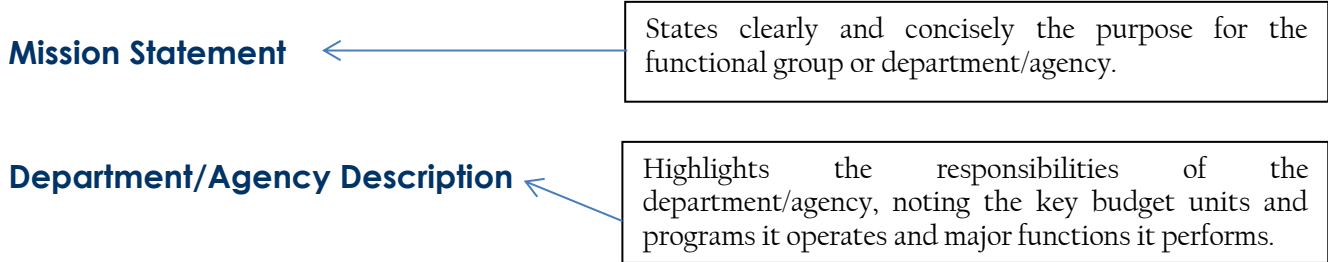 Mission Statement
States clearly and concisely the purpose for the
functional group or department/agency.
Department/Agency Description
Highlights the responsibilities of the
department/agency, noting the key budget units and
programs it operates and major functions it performs.